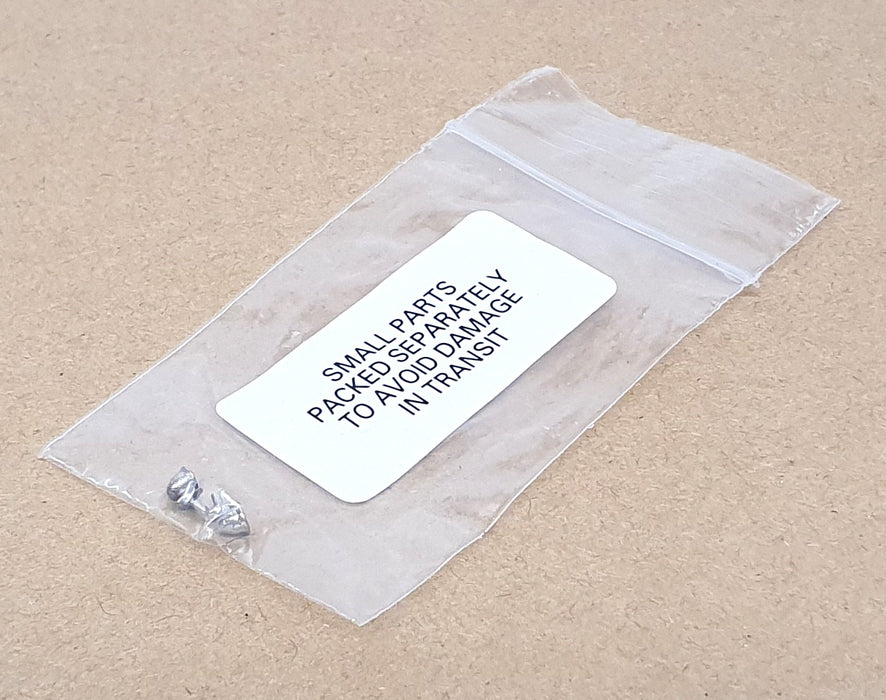 SMALL PARTS
PACKED SEPARATELY
TO AVOID DAMAGE
IN TRANSIT